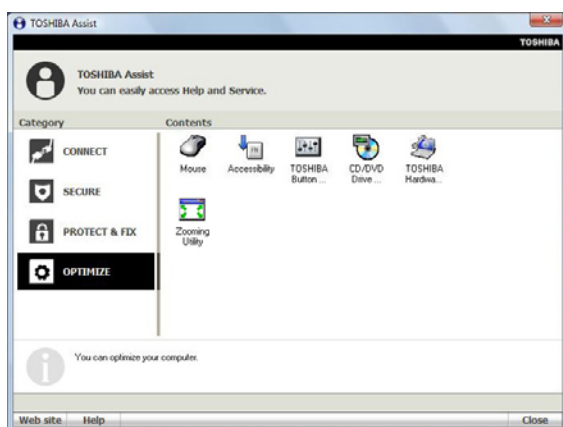 TOSHIBA Assist
TOSHIBA
TOSHIBA Assist
You can easily access Help and Service.
Category
Contents
CONNECT
SECURE
PROTECT & FIX
OPTIMIZE
Mouse
Accessibility
TOSHIBA
Button ...
CD/DVD
Drive ...
TOSHIBA
Hardwa...
Zooming
Utility
You can optimize your computer.
Web site
Help
Close